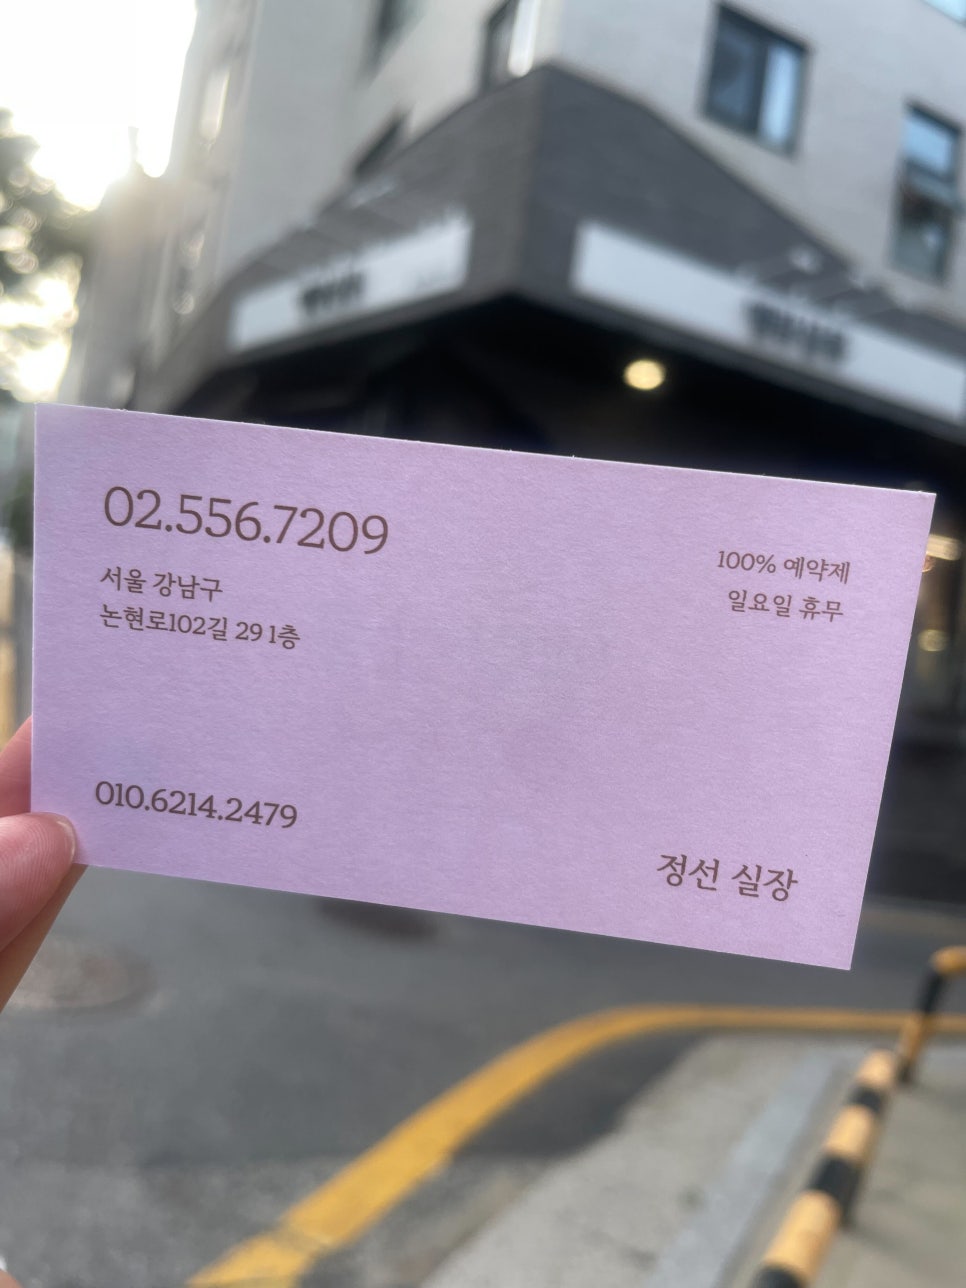 02.556.7209
서울 강남구
논현로102길 29 1층
100% 예약제
일요일 휴무
010.6214.2479
정선 실장